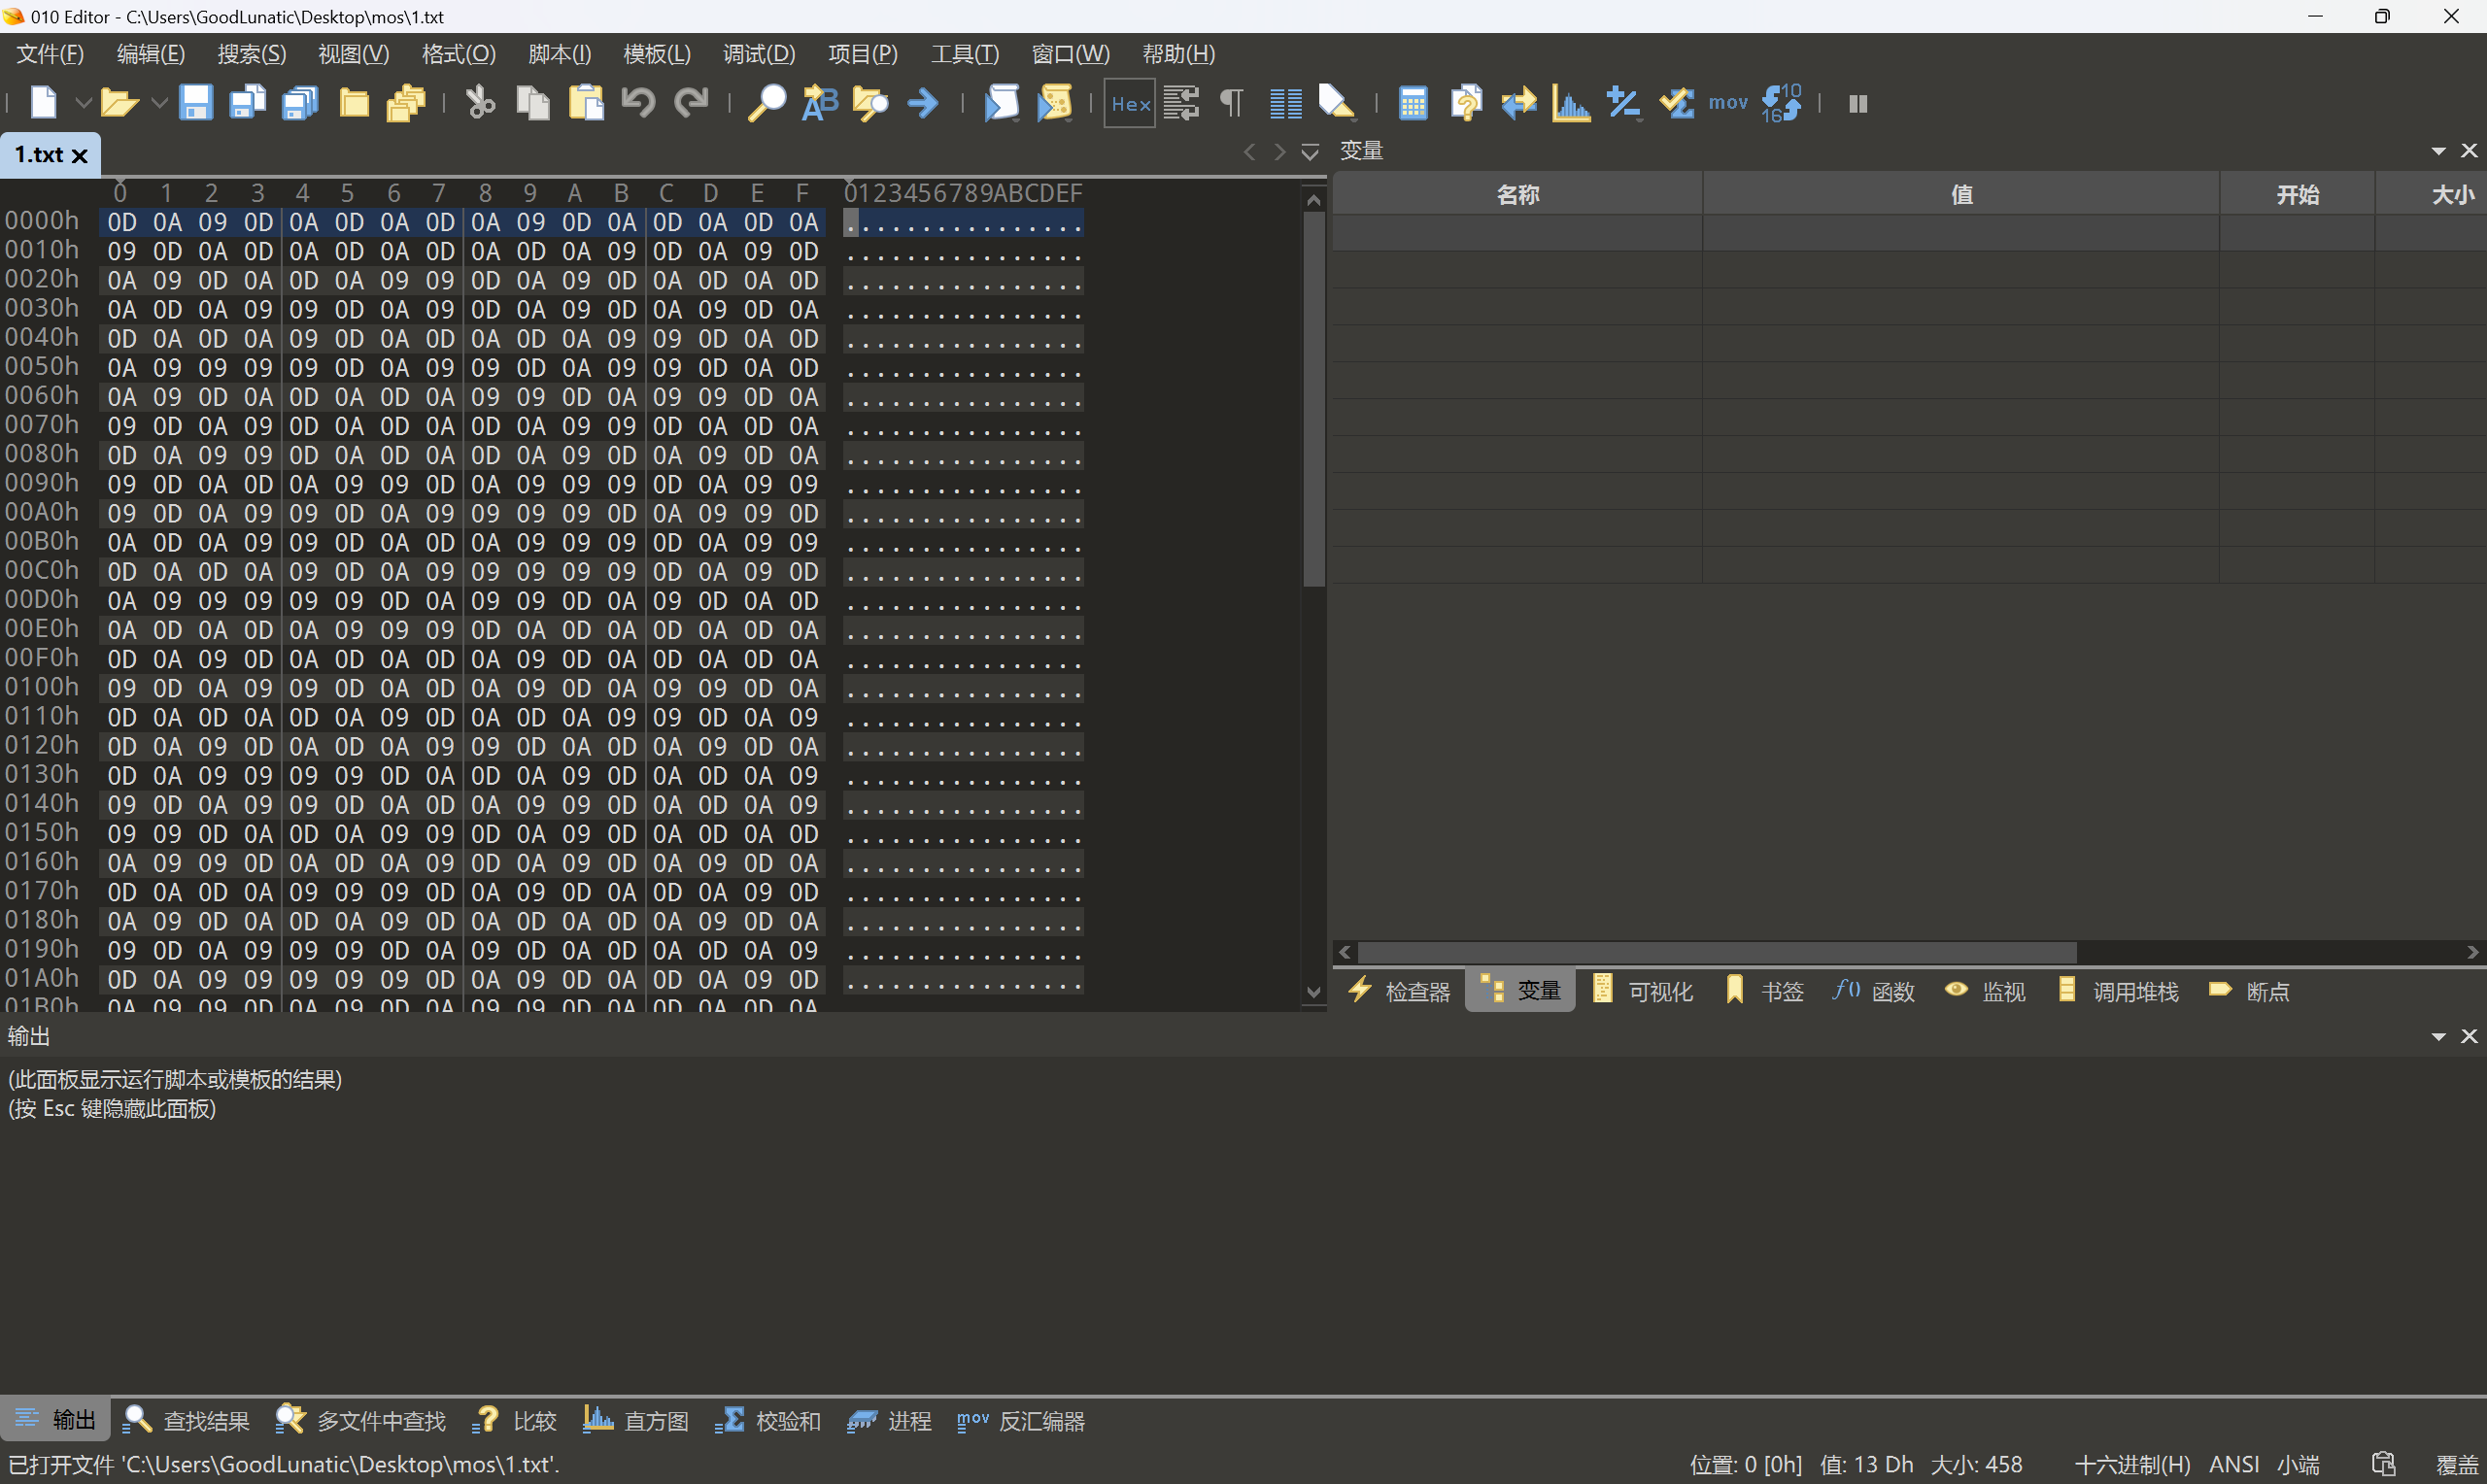 010 Editor - C:\Users\GoodLunatic\Desktop\mos\1.txt
文件(F) 编辑(E) 搜索(S) 视图(V) 格式(O) 脚本(I) 模板(L) 调试(D) 项目(P) 工具(T) 窗口(W) 帮助(H)
Hex mov 10 16
1.txt
0 1 2 3 4 5 6 7 8 9 A B C D E F 0123456789ABCDEF
0000h 0D 0A 09 0D 0A 0D 0A 0D 0A 09 0D 0A 0D 0A 0D 0A ................
0010h 09 0D 0A 0D 0A 0D 0A 0D 0A 0D 0A 09 0D 0A 09 0D ................
0020h 0A 09 0D 0A 0D 0A 09 09 0D 0A 09 0D 0A 0D 0A 0D ................
0030h 0A 0D 0A 09 09 0D 0A 09 0D 0A 09 0D 0A 09 0D 0A ................
0040h 0D 0A 0D 0A 09 0D 0A 0D 0A 0D 0A 09 09 0D 0A 0D ................
0050h 0A 09 09 09 09 0D 0A 09 09 0D 0A 09 09 0D 0A 0D ................
0060h 0A 09 0D 0A 0D 0A 0D 0A 09 09 0D 0A 09 09 0D 0A ................
0070h 09 0D 0A 09 0D 0A 0D 0A 0D 0A 09 09 0D 0A 0D 0A ................
0080h 0D 0A 09 09 0D 0A 0D 0A 0D 0A 09 0D 0A 09 0D 0A ................
0090h 09 0D 0A 0D 0A 09 09 0D 0A 09 09 09 0D 0A 09 09 ................
00A0h 09 0D 0A 09 09 0D 0A 09 09 09 09 0D 0A 09 09 0D ................
00B0h 0A 0D 0A 09 09 0D 0A 0D 0A 09 09 09 0D 0A 09 09 ................
00C0h 0D 0A 0D 0A 09 0D 0A 09 09 09 09 09 0D 0A 09 0D ................
00D0h 0A 09 09 09 09 09 0D 0A 09 09 0D 0A 09 0D 0A 0D ................
00E0h 0A 0D 0A 0D 0A 09 09 09 0D 0A 0D 0A 0D 0A 0D 0A ................
00F0h 0D 0A 09 0D 0A 0D 0A 0D 0A 09 0D 0A 0D 0A 0D 0A ................
0100h 09 0D 0A 09 09 0D 0A 0D 0A 09 0D 0A 09 09 0D 0A ................
0110h 0D 0A 0D 0A 0D 0A 09 0D 0A 0D 0A 09 09 0D 0A 09 ................
0120h 0D 0A 09 0D 0A 0D 0A 09 09 0D 0A 0D 0A 09 0D 0A ................
0130h 0D 0A 09 09 09 09 0D 0A 0D 0A 09 0D 0A 0D 0A 09 ................
0140h 09 0D 0A 09 09 0D 0A 0D 0A 09 09 0D 0A 0D 0A 09 ................
0150h 09 09 0D 0A 0D 0A 09 09 0D 0A 09 0D 0A 0D 0A 0D ................
0160h 0A 09 09 0D 0A 0D 0A 09 0D 0A 09 0D 0A 09 0D 0A ................
0170h 0D 0A 0D 0A 09 09 09 0D 0A 09 0D 0A 0D 0A 09 0D ................
0180h 0A 09 0D 0A 0D 0A 09 0D 0A 0D 0A 0D 0A 09 0D 0A ................
0190h 09 0D 0A 09 09 09 0D 0A 09 0D 0A 0D 0A 0D 0A 09 ................
01A0h 0D 0A 09 09 09 09 09 0D 0A 09 0D 0A 0D 0A 09 0D ................
01B0h 0A 09 09 0D 0A 09 0D 0A 09 09 0D 0A 0D 0A 0D 0A
变量
名称 值 开始 大小
检查器 变量 可视化 书签 f() 函数 监视 调用堆栈 断点
输出
(此面板显示运行脚本或模板的结果)
(按 Esc 键隐藏此面板)
输出 查找结果 多文件中查找 比较 直方图 校验和 进程 mov 反汇编器
已打开文件 'C:\Users\GoodLunatic\Desktop\mos\1.txt'. 位置: 0 [0h] 值: 13 Dh 大小: 458 十六进制(H) ANSI 小端 覆盖